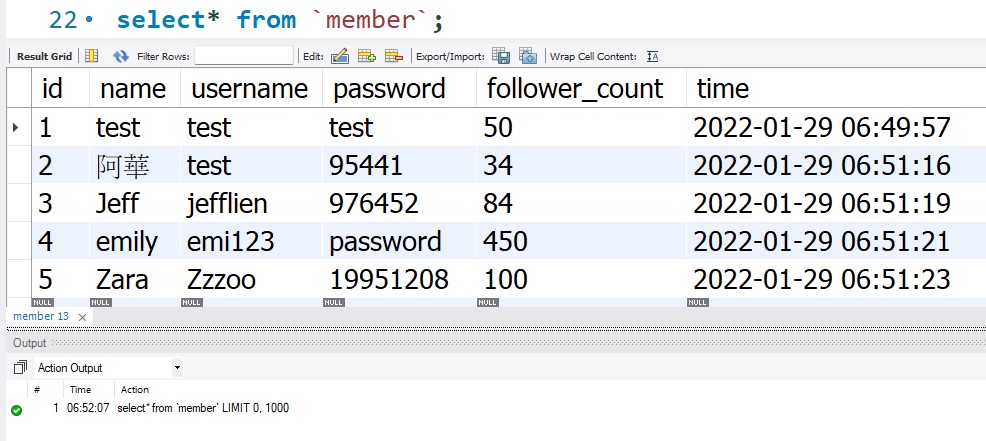 22 select* from `member`;
Result Grid Filter Rows: Edit: Export/Import: Wrap Cell Content: IA
id name username password follower_count time
1 test test test 50 2022-01-29 06:49:57
2 阿華 test 95441 34 2022-01-29 06:51:16
3 Jeff jefflien 976452 84 2022-01-29 06:51:19
4 emily emi123 password 450 2022-01-29 06:51:21
5 Zara Zzzoo 19951208 100 2022-01-29 06:51:23
NULL NULL NULL NULL NULL NULL
member 13
Output
Action Output
# Time Action
1 06:52:07 select* from `member` LIMIT 0, 1000